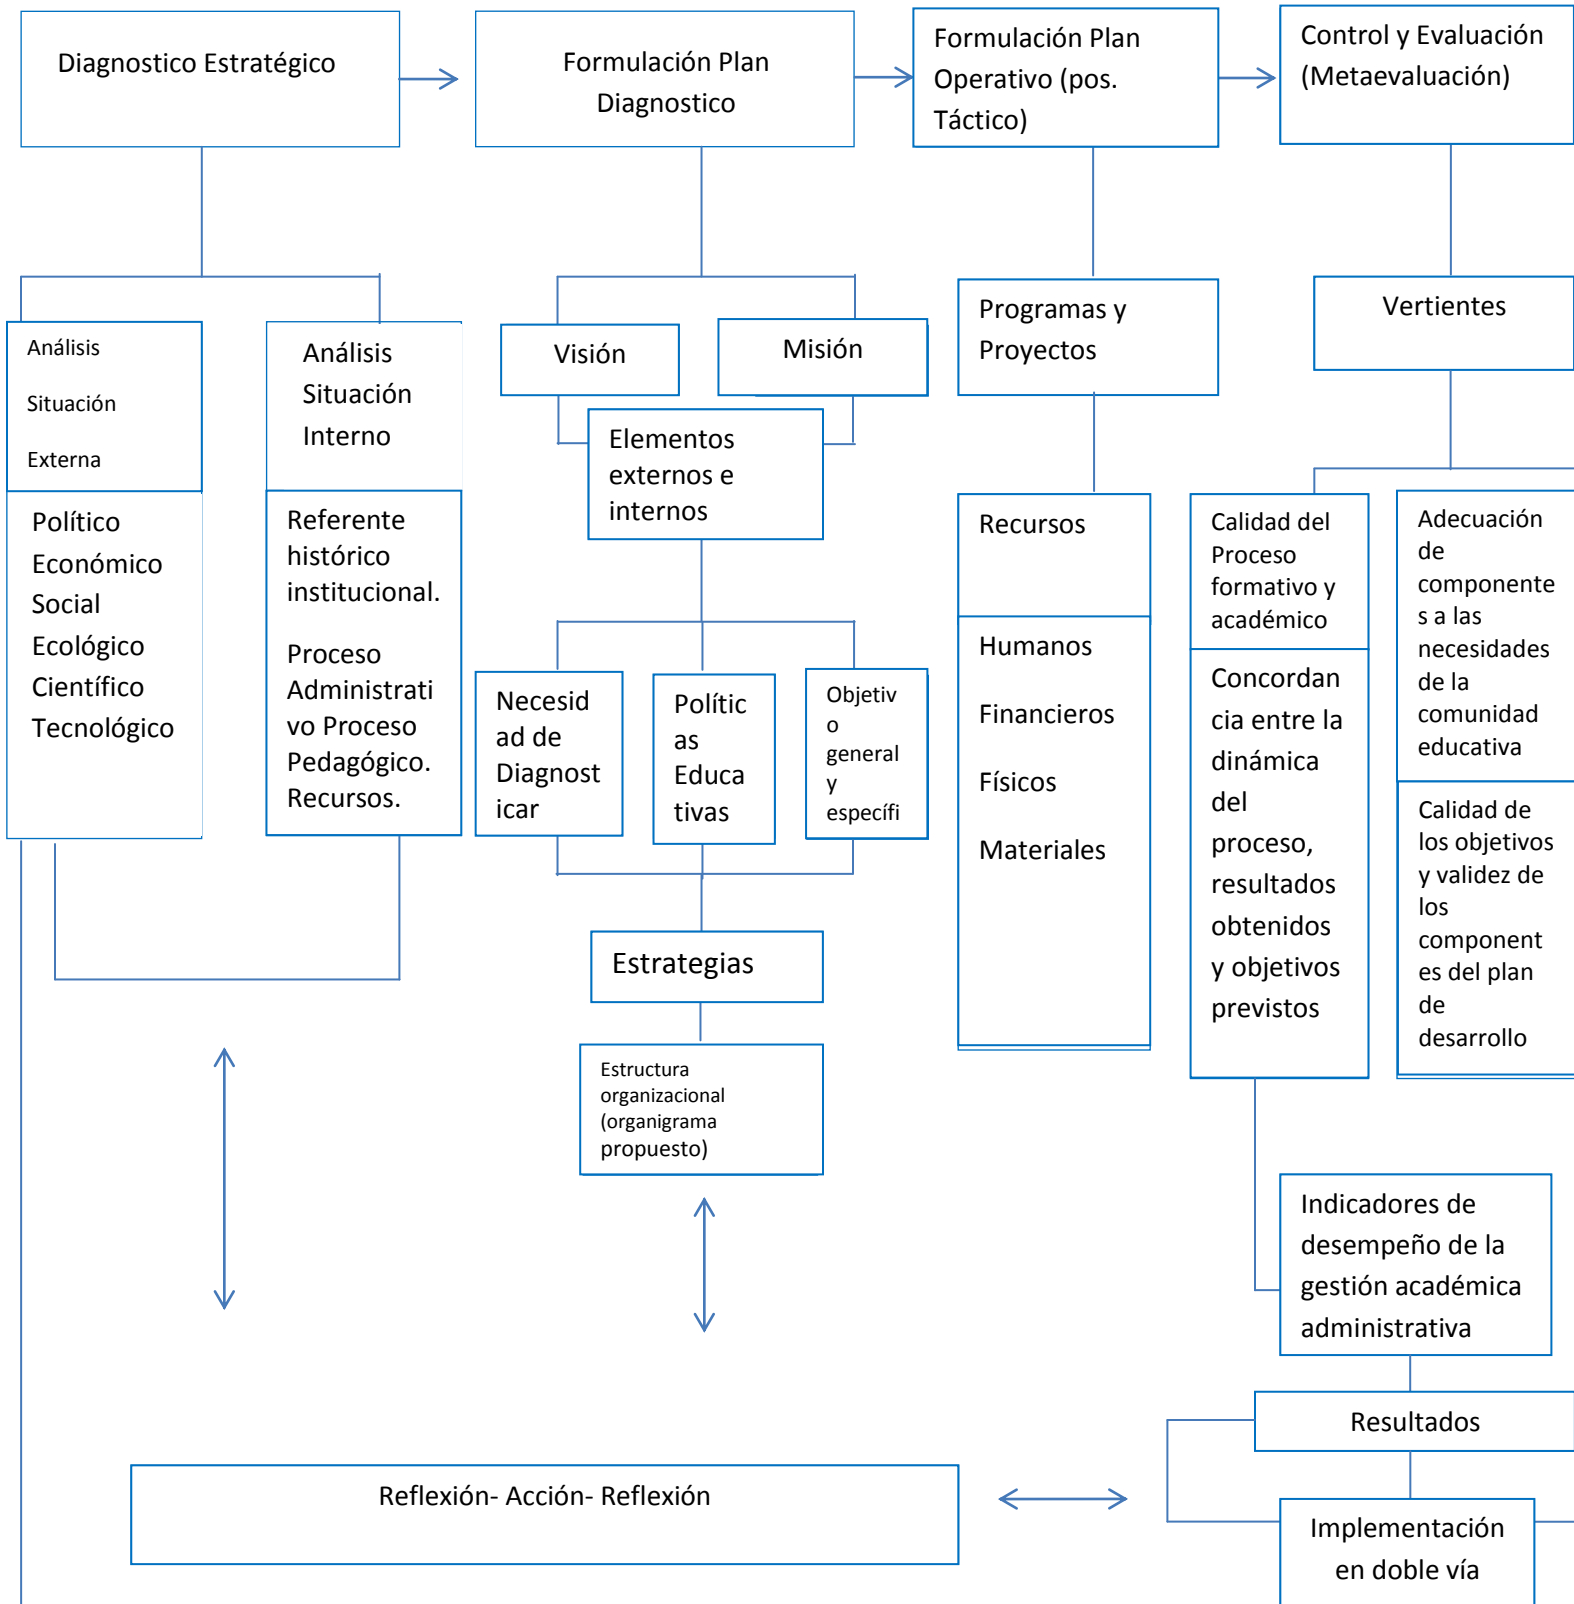 Diagnostico Estratégico
Formulación Plan
Diagnostico
Formulación Plan
Operativo (pos.
Táctico)
Control y Evaluación
(Metaevaluación)
Análisis
Situación
Externa
Político
Económico
Social
Ecológico
Científico
Tecnológico
Análisis
Situación
Interno
Referente
histórico
institucional.
Proceso
Administrati
vo Proceso
Pedagógico.
Recursos.
Visión
Misión
Elementos
externos e
internos
Necesid
ad de
Diagnost
icar
Polític
as
Educa
tivas
Objetiv
o
general
y
específi
Estrategias
Estructura
organizacional
(organigrama
propuesto)
Programas y
Proyectos
Recursos
Humanos
Financieros
Físicos
Materiales
Vertientes
Calidad del
Proceso
formativo y
académico
Concordan
cia entre la
dinámica
del
proceso,
resultados
obtenidos
y objetivos
previstos
Adecuación
de
componente
s a las
necesidades
de la
comunidad
educativa
Calidad de
los objetivos
y validez de
los
component
es del plan
de
desarrollo
Indicadores de
desempeño de la
gestión académica
administrativa
Resultados
Implementación
en doble vía
Reflexión- Acción- Reflexión